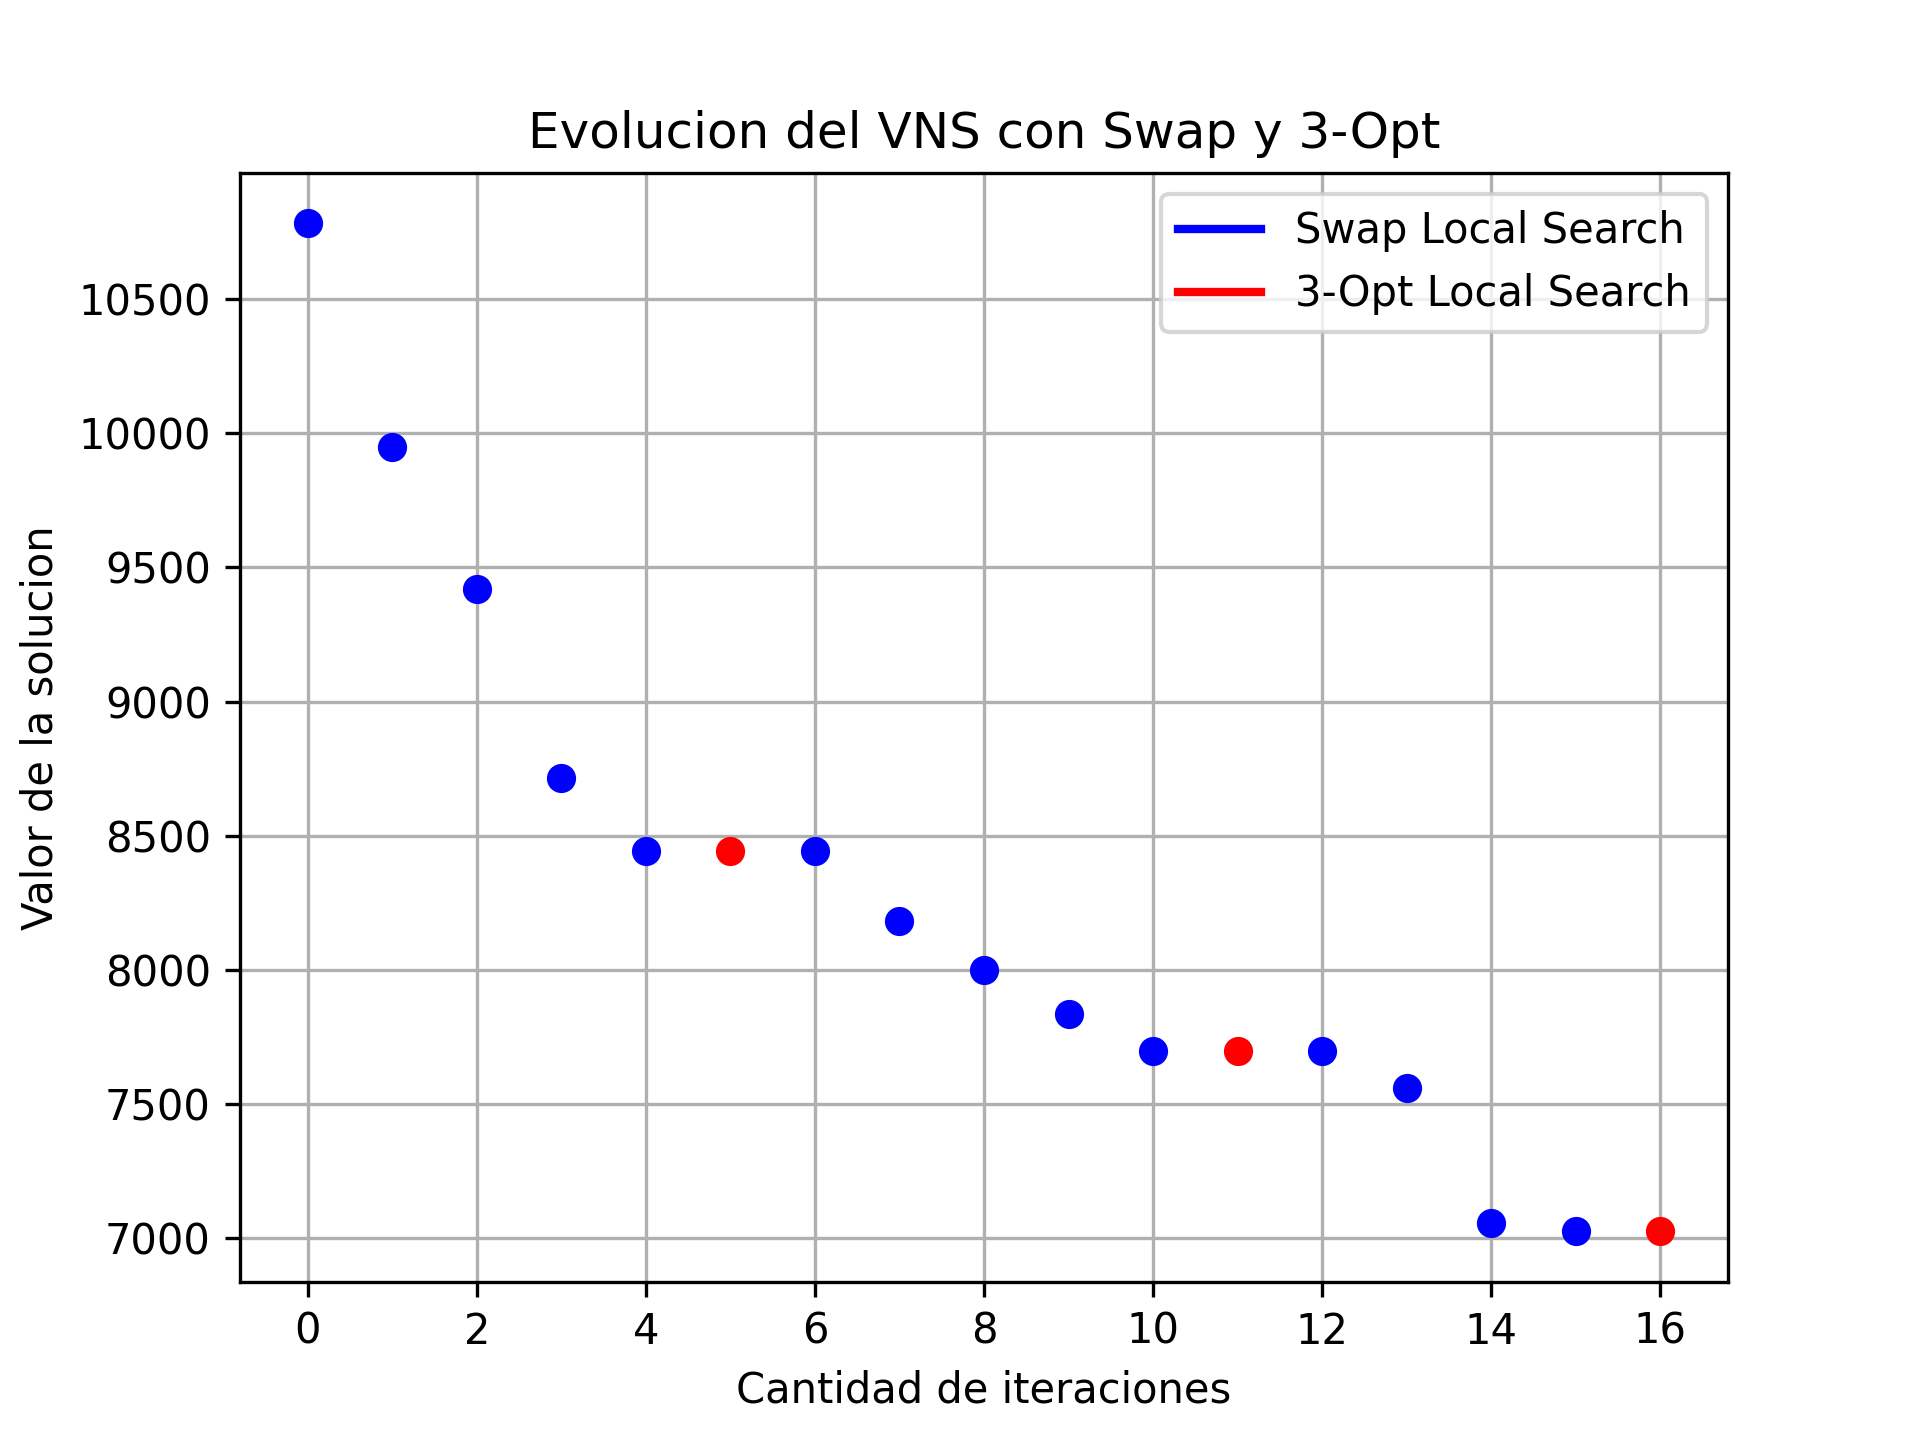 Evolucion del VNS con Swap y 3-Opt
Swap Local Search
3-Opt Local Search
Valor de la solucion
10500
10000
9500
9000
8500
8000
7500
7000
0 2 4 6 8 10 12 14 16
Cantidad de iteraciones